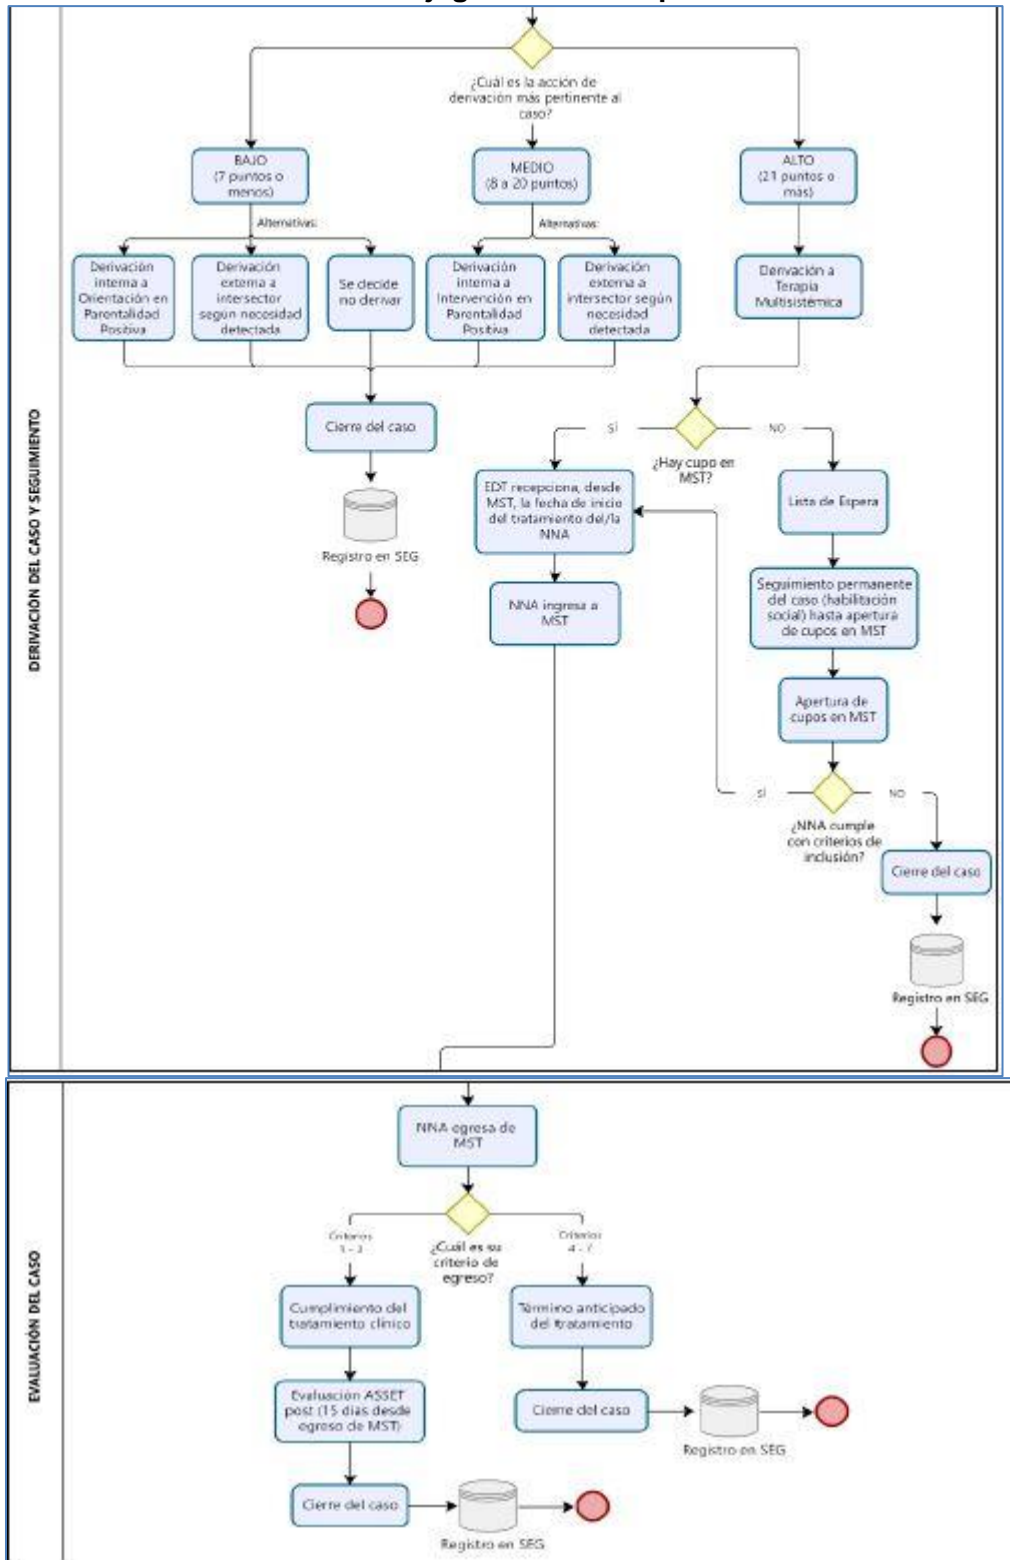 ¿Cuál es la acción de
derivación más pertinente al
caso?
BAJO
(7 puntos o
menos)
MEDIO
(8 a 20 puntos)
ALTO
(21 puntos o
más)
Alternativas:
Alternativas:
Derivación
interna a
Orientación en
Parentalidad
Positiva
Derivación
externa a
intersector
según necesidad
detectada
Se decide
no derivar
Derivación
interna a
Intervención en
Parentalidad
Positiva
Derivación
externa a
intersector según
necesidad
detectada
Derivación a
Terapia
Multisistémica
Cierre del caso
Registro en SEG
SÍ
NO
¿Hay cupo en
MST?
EDT recepciona, desde
MST, la fecha de inicio
del tratamiento del/la
NNA
NNA ingresa a
MST
Lista de Espera
Seguimiento permanente
del caso (habilitación
social) hasta apertura
de cupos en MST
Apertura de
cupos en MST
SÍ
NO
¿NNA cumple
con criterios de
inclusión?
Cierre del caso
Registro en SEG
DERIVACIÓN DEL CASO Y SEGUIMIENTO
NNA egresa de
MST
Criterios
1 - 3
¿Cuál es su
criterio de
egreso?
Criterios
4 - 7
Cumplimiento del
tratamiento clínico
Término anticipado
del tratamiento
Evaluación ASSET
post (15 días desde
egreso de MST)
Cierre del caso
Registro en SEG
Cierre del caso
Registro en SEG
EVALUACIÓN DEL CASO